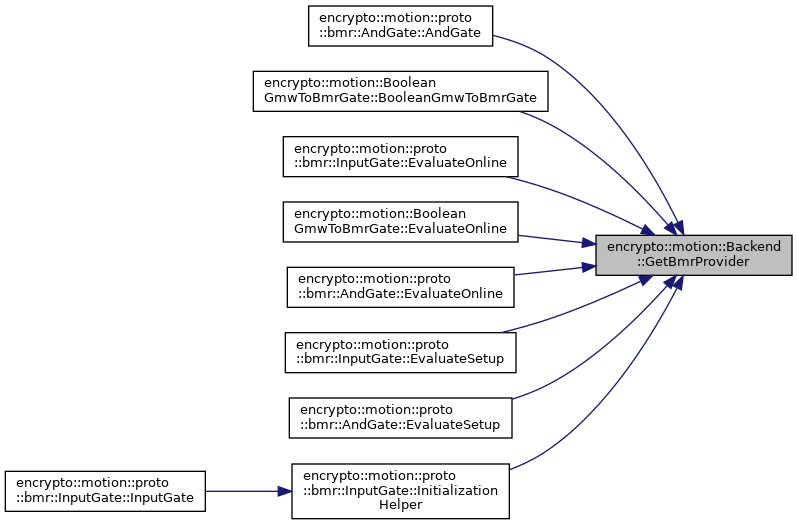 encrypto::motion::proto
::bmr::AndGate::AndGate
encrypto::motion::Boolean
GmwToBmrGate::BooleanGmwToBmrGate
encrypto::motion::proto
::bmr::InputGate::EvaluateOnline
encrypto::motion::Boolean
GmwToBmrGate::EvaluateOnline
encrypto::motion::Backend
::GetBmrProvider
encrypto::motion::proto
::bmr::AndGate::EvaluateOnline
encrypto::motion::proto
::bmr::InputGate::EvaluateSetup
encrypto::motion::proto
::bmr::AndGate::EvaluateSetup
encrypto::motion::proto
::bmr::InputGate::InputGate
encrypto::motion::proto
::bmr::InputGate::Initialization
Helper